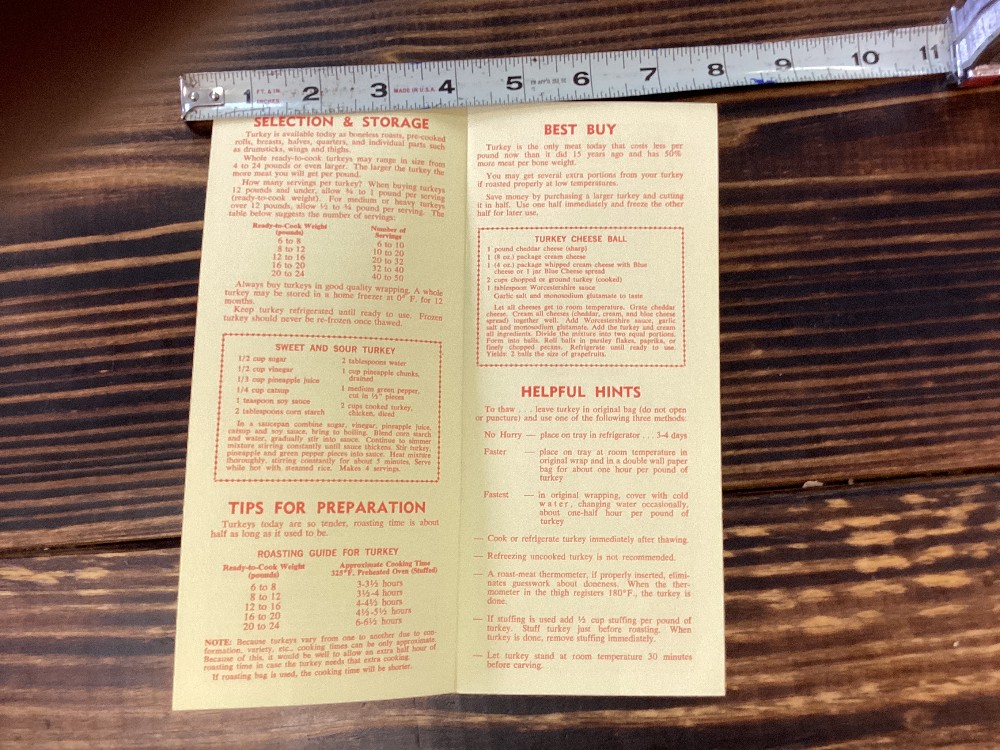 1 2 3 4 5 6 7 8 9 10 11
FT. & IN.
INCHES
MADE IN U.S.A.
SELECTION & STORAGE
Turkey is available today as boneless roasts, pre-cooked
rolls, breasts, halves, quarters, and individual parts such
as drumsticks, wings and thighs.
Whole ready-to-cook turkeys may range in size from
4 to 24 pounds or even larger. The larger the turkey the
more meat you will get per pound.
How many servings per turkey? When buying turkeys
12 pounds and under, allow ¾ to 1 pound per serving
(ready-to-cook weight). For medium or heavy turkeys
over 12 pounds, allow ½ to ¾ pound per serving. The
table below suggests the number of servings:
Ready-to-Cook Weight Number of
(pounds) Servings
6 to 8 6 to 10
8 to 12 10 to 20
12 to 16 20 to 32
16 to 20 32 to 40
20 to 24 40 to 50
Always buy turkeys in good quality wrapping. A whole
turkey may be stored in a home freezer at 0° F. for 12
months.
Keep turkey refrigerated until ready to use. Frozen
turkey should never be re-frozen once thawed.
SWEET AND SOUR TURKEY
1/2 cup sugar
1/2 cup vinegar
1/3 cup pineapple juice
1/4 cup catsup
1 teaspoon soy sauce
2 tablespoons corn starch
2 tablespoons water
1 cup pineapple chunks,
drained
1 medium green pepper,
cut in ½" pieces
2 cups cooked turkey,
chicken, diced
In a saucepan combine sugar, vinegar, pineapple juice,
catsup and soy sauce, bring to boiling. Blend corn starch
and water, gradually stir into sauce. Continue to simmer
mixture stirring constantly until sauce thickens. Stir turkey,
pineapple and green pepper pieces into sauce. Heat mixture
thoroughly, stirring constantly for about 5 minutes. Serve
while hot with steamed rice. Makes 4 servings.
TIPS FOR PREPARATION
Turkeys today are so tender, roasting time is about
half as long as it used to be.
ROASTING GUIDE FOR TURKEY
Ready-to-Cook Weight Approximate Cooking Time
(pounds) 325°F. Preheated Oven (Stuffed)
6 to 8 3-3½ hours
8 to 12 3½-4 hours
12 to 16 4-4½ hours
16 to 20 4½-5½ hours
20 to 24 6-6½ hours
NOTE: Because turkeys vary from one to another due to con-
formation, variety, etc., cooking times can be only approximate.
Because of this, it would be well to allow an extra half hour of
roasting time in case the turkey needs that extra cooking.
If roasting bag is used, the cooking time will be shorter.
BEST BUY
Turkey is the only meat today that costs less per
pound now than it did 15 years ago and has 50%
more meat per bone weight.
You may get several extra portions from your turkey
if roasted properly at low temperatures.
Save money by purchasing a larger turkey and cutting
it in half. Use one half immediately and freeze the other
half for later use.
TURKEY CHEESE BALL
1 pound cheddar cheese (sharp)
1 (8 oz.) package cream cheese
1 (4 oz.) package whipped cream cheese with Blue
cheese or 1 jar Blue Cheese spread
2 cups chopped or ground turkey (cooked)
1 tablespoon Worcestershire sauce
Garlic salt and monosodium glutamate to taste
Let all cheeses get to room temperature. Grate cheddar
cheese. Cream all cheeses (cheddar, cream, and blue cheese
spread) together well. Add Worcestershire sauce, garlic
salt and monosodium glutamate. Add the turkey and cream
all ingredients. Divide the mixture into two equal portions.
Form into balls. Roll balls in parsley flakes, paprika, or
finely chopped pecans. Refrigerate until ready to use.
Yields: 2 balls the size of grapefruits.
HELPFUL HINTS
To thaw . . . leave turkey in original bag (do not open
or puncture) and use one of the following three methods.
No Hurry — place on tray in refrigerator . . . 3-4 days
Faster — place on tray at room temperature in
original wrap and in a double wall paper
bag for about one hour per pound of
turkey
Fastest — in original wrapping, cover with cold
water, changing water occasionally,
about one-half hour per pound of
turkey
— Cook or refrigerate turkey immediately after thawing.
— Refreezing uncooked turkey is not recommended.
— A roast-meat thermometer, if properly inserted, elimi-
nates guesswork about doneness. When the ther-
mometer in the thigh registers 180°F., the turkey is
done.
— If stuffing is used add ½ cup stuffing per pound of
turkey. Stuff turkey just before roasting. When
turkey is done, remove stuffing immediately.
— Let turkey stand at room temperature 30 minutes
before carving.